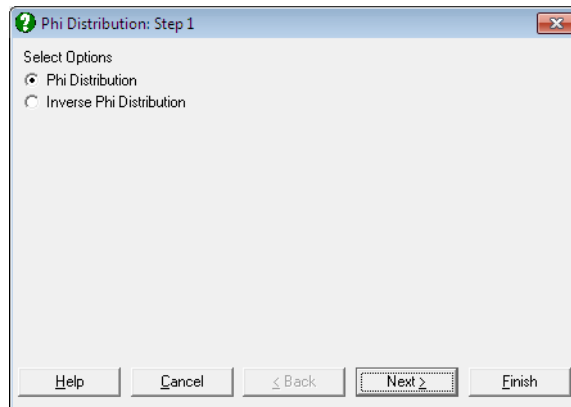 Phi Distribution: Step 1
Select Options
Phi Distribution
Inverse Phi Distribution
Help Cancel < Back Next > Finish